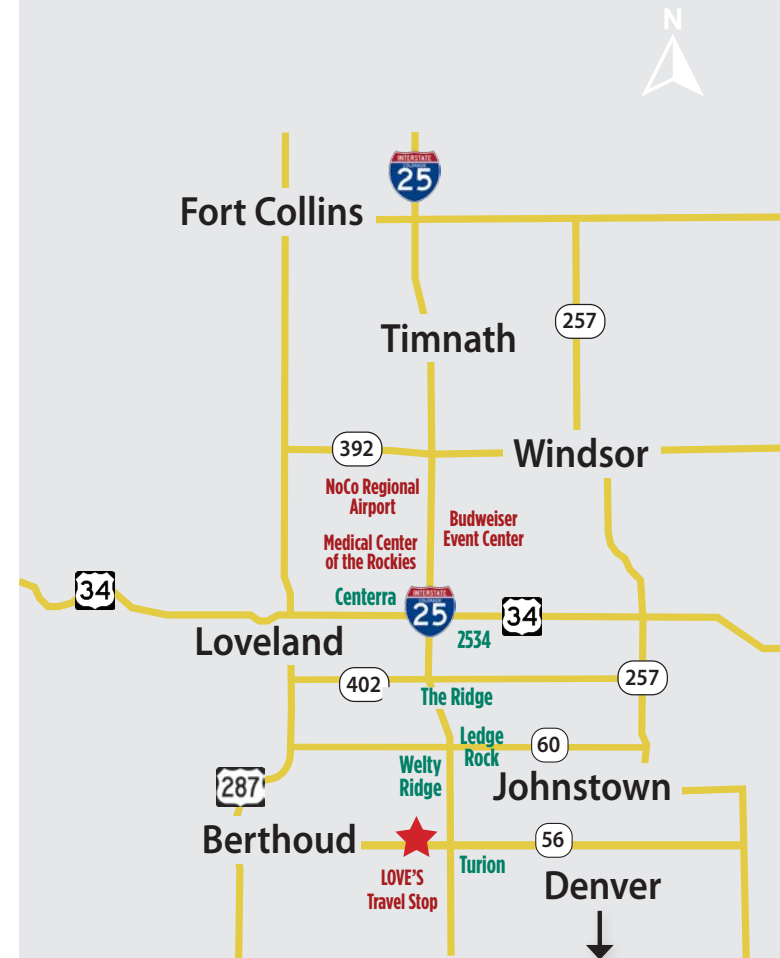 N
INTERSTATE
COLORADO
25
Fort Collins
257
Timnath
392
Windsor
NoCo Regional
Airport
Budweiser
Event Center
Medical Center
of the Rockies
34
Centerra
INTERSTATE
COLORADO
25
34
Loveland
2534
257
402
The Ridge
Ledge
Rock
60
Welty
Ridge
287
Johnstown
Berthoud
56
Turion
LOVE'S
Travel Stop
Denver